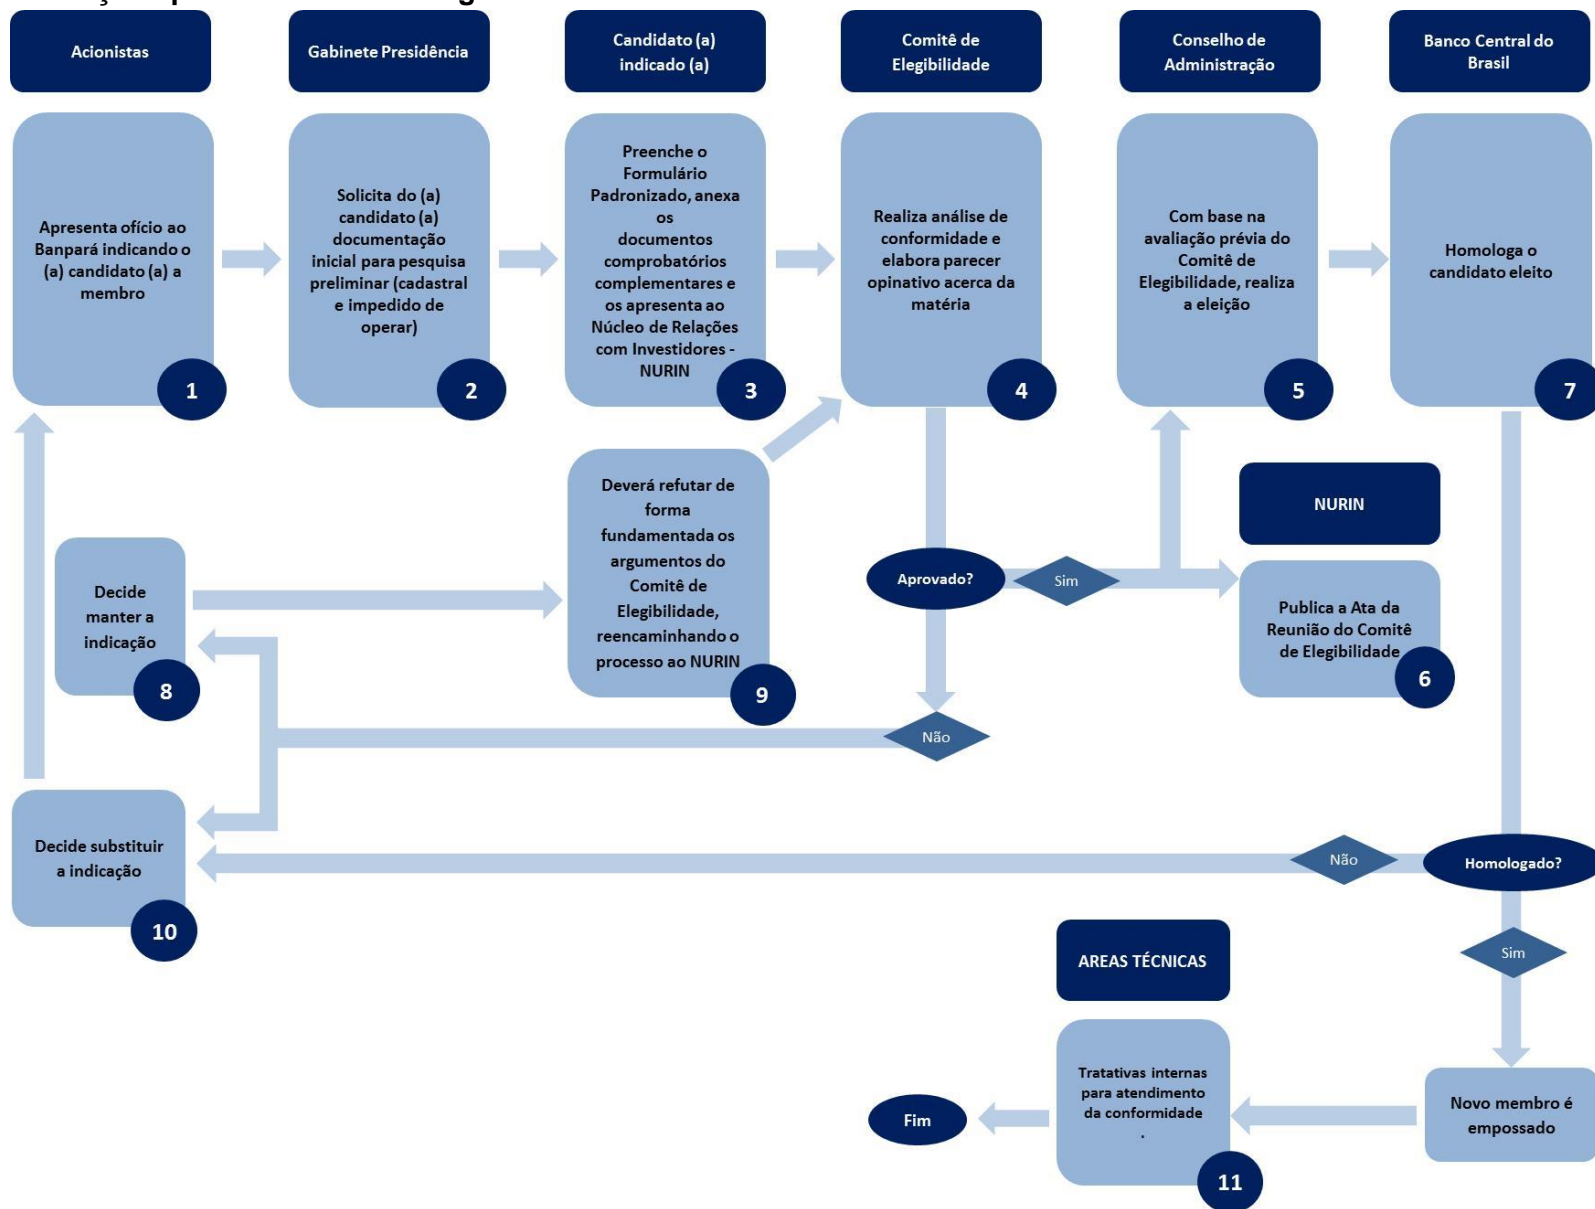 Acionistas
Gabinete Presidência
Candidato (a)
indicado (a)
Comitê de
Elegibilidade
Conselho de
Administração
Banco Central do
Brasil
Apresenta ofício ao
Banpará indicando o
(a) candidato (a) a
membro
1
Solicita do (a)
candidato (a)
documentação
inicial para pesquisa
preliminar (cadastral
e impedido de
operar)
2
Preenche o
Formulário
Padronizado, anexa
os
documentos
comprobatórios
complementares e
os apresenta ao
Núcleo de Relações
com Investidores -
NURIN
3
Realiza análise de
conformidade e
elabora parecer
opinativo acerca da
matéria
4
Com base na
avaliação prévia do
Comitê de
Elegibilidade, realiza
a eleição
5
Homologa o
candidato eleito
7
Decide
manter a
indicação
8
Deverá refutar de
forma
fundamentada os
argumentos do
Comitê de
Elegibilidade,
reencaminhando o
processo ao NURIN
9
Aprovado?
Sim
NURIN
Publica a Ata da
Reunião do Comitê
de Elegibilidade
6
Não
Decide substituir
a indicação
10
Não
Homologado?
Sim
AREAS TÉCNICAS
Tratativas internas
para atendimento
da conformidade
.
11
Novo membro é
empossado
Fim